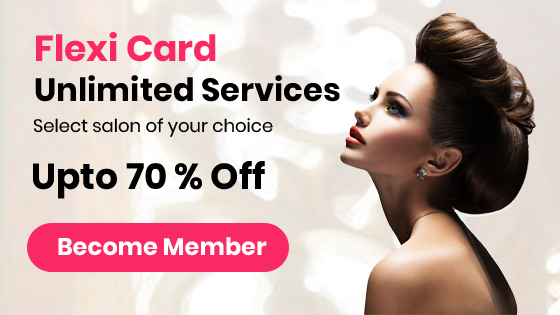 Flexi Card
Unlimited Services
Select salon of your choice
Upto 70 % Off
Become Member